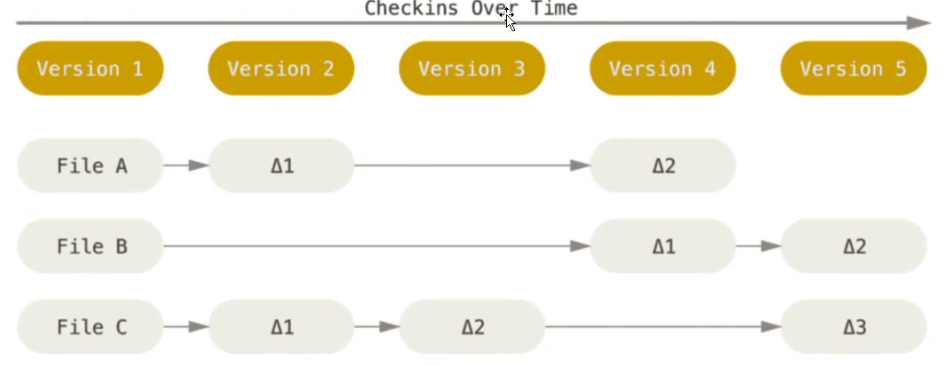 Checkins Over Time
Version 1 Version 2 Version 3 Version 4 Version 5
File A Δ1 Δ2
File B Δ1 Δ2
File C Δ1 Δ2 Δ3